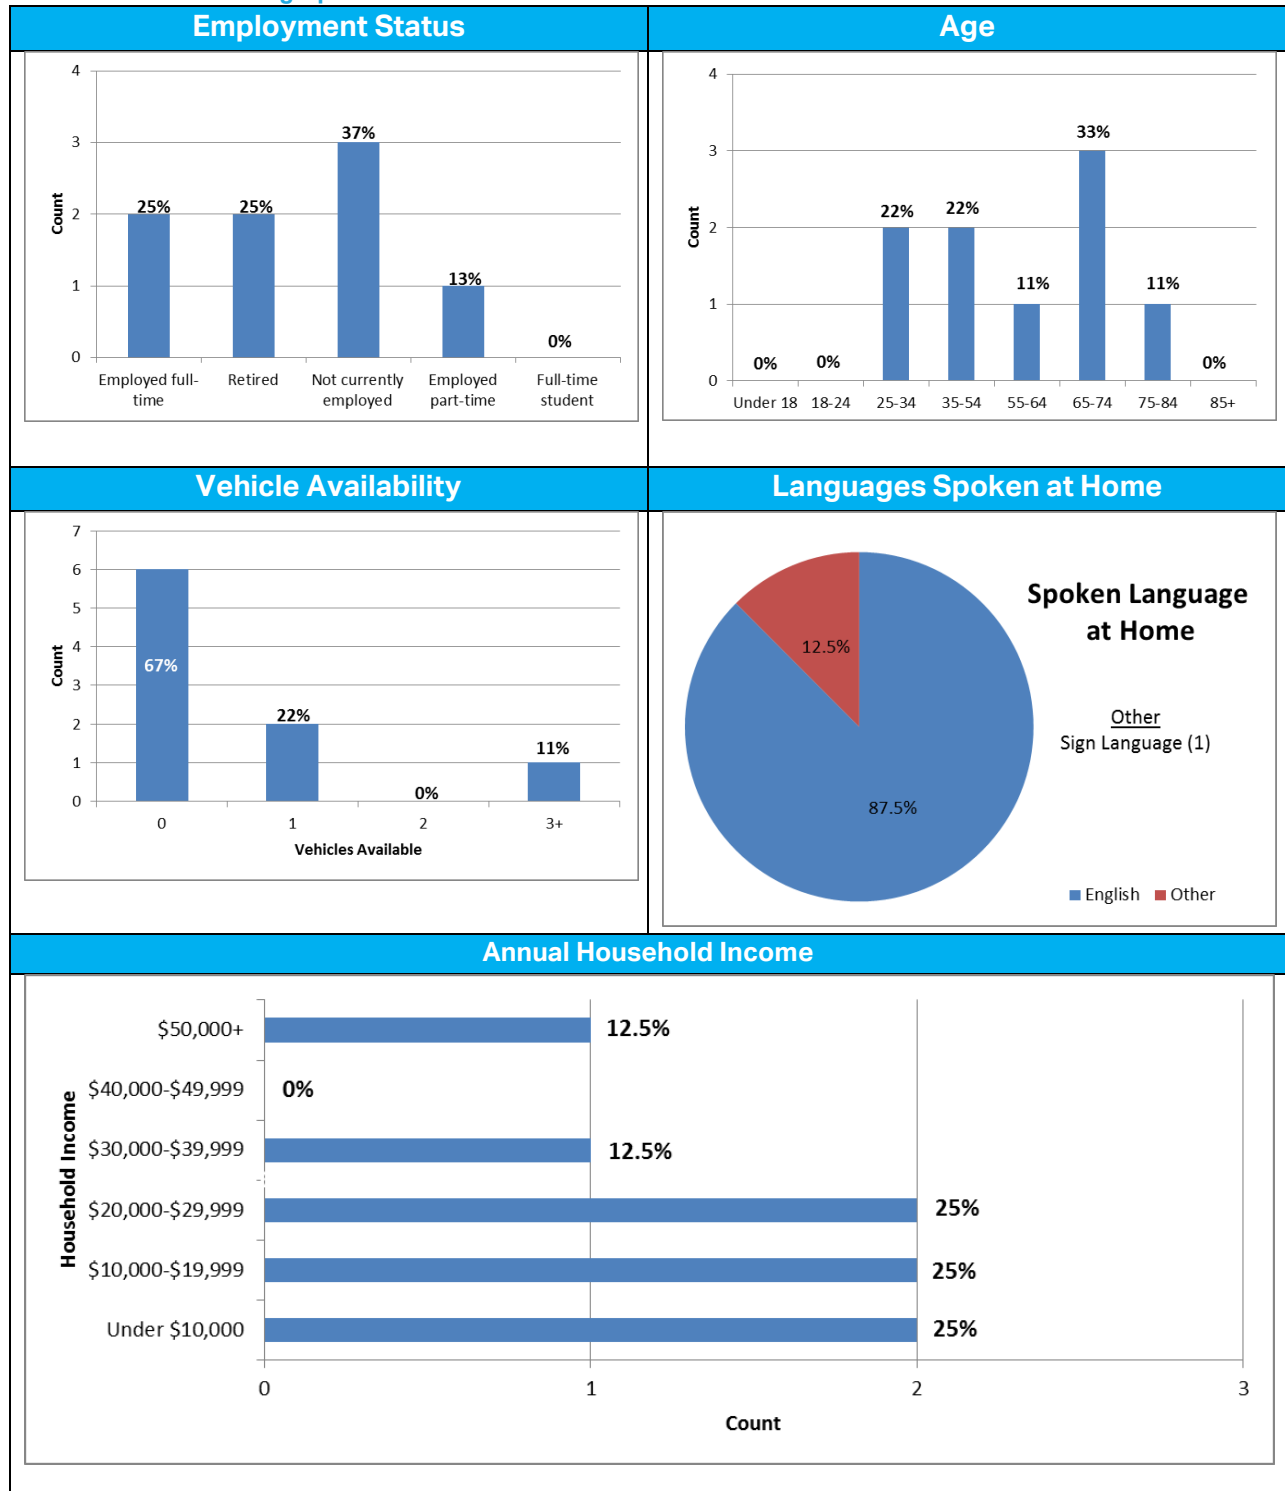 Employment Status
Age
4
3
2
1
0
Count
25%
25%
37%
13%
0%
Employed full-
time
Retired
Not currently
employed
Employed
part-time
Full-time
student
4
3
2
1
0
Count
0%
0%
22%
22%
11%
33%
11%
0%
Under 18
18-24
25-34
35-54
55-64
65-74
75-84
85+
Vehicle Availability
Languages Spoken at Home
7
6
5
4
3
2
1
0
Count
67%
22%
0%
11%
0
1
2
3+
Vehicles Available
Spoken Language
at Home
12.5%
87.5%
Other
Sign Language (1)
English
Other
Annual Household Income
Household Income
$50,000+
12.5%
$40,000-$49,999
0%
$30,000-$39,999
12.5%
$20,000-$29,999
25%
$10,000-$19,999
25%
Under $10,000
25%
0
1
2
3
Count